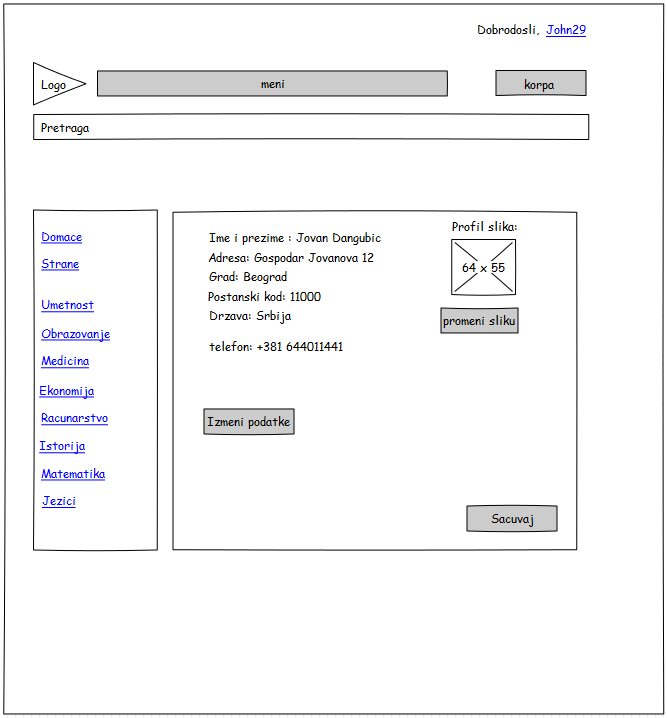 Dobrodosli, John29
Logo
meni
korpa
Pretraga
Domace
Strane
Umetnost
Obrazovanje
Medicina
Ekonomija
Racunarstvo
Istorija
Matematika
Jezici
Ime i prezime : Jovan Dangubic
Adresa: Gospodar Jovanova 12
Grad: Beograd
Postanski kod: 11000
Drzava: Srbija
telefon: +381 644011441
Profil slika:
64 x 55
promeni sliku
Izmeni podatke
Sacuvaj